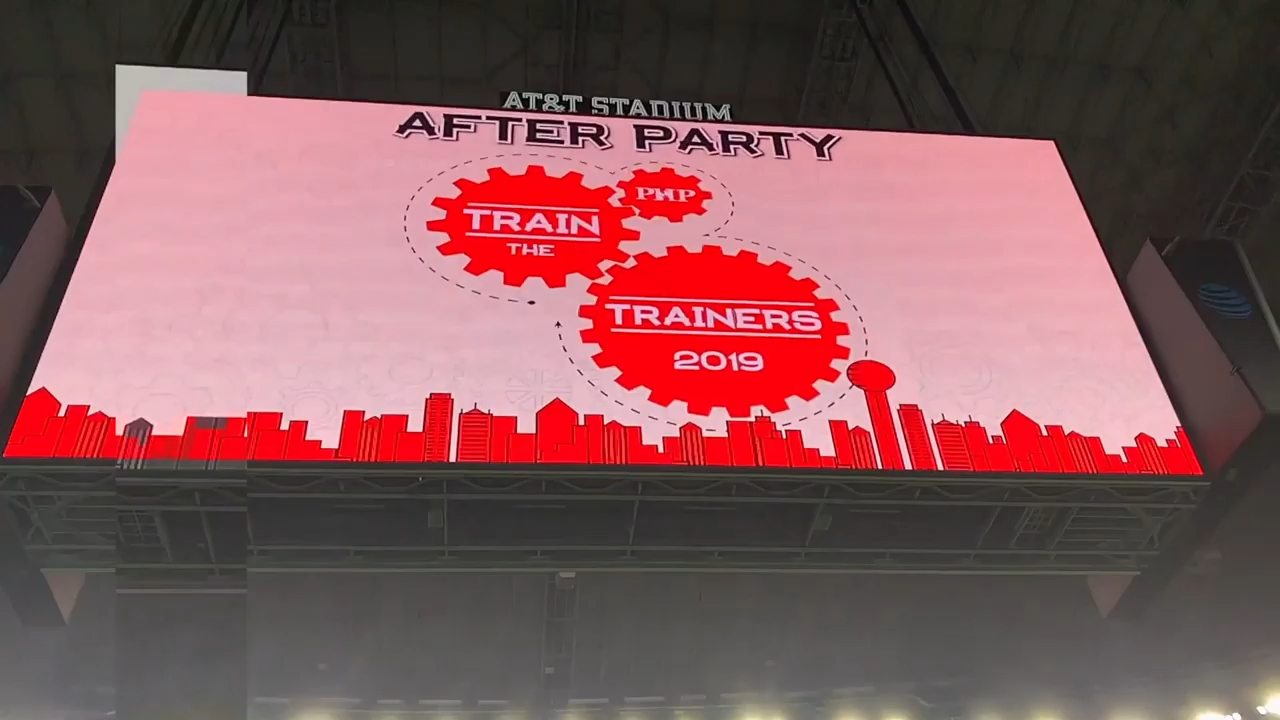 AT&T STADIUM
AFTER PARTY
PHP
TRAIN
THE
TRAINERS
2019